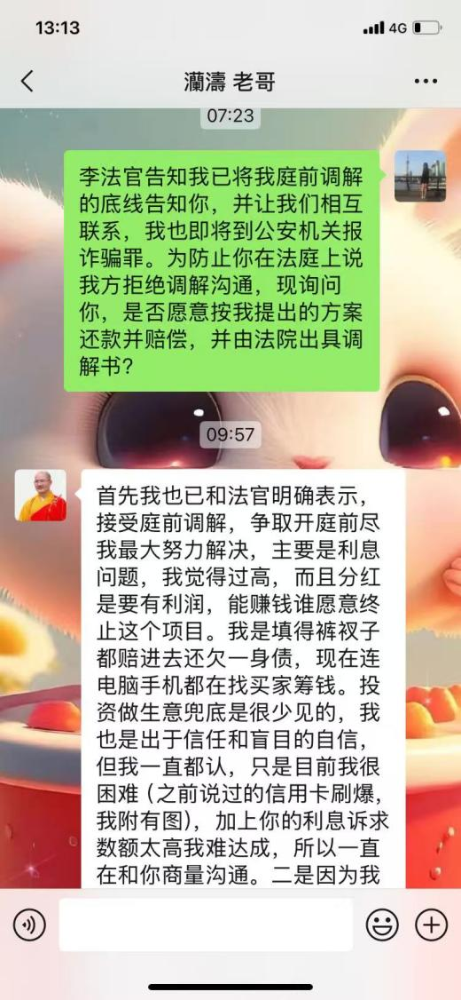 13:13
4G
灡濤 老哥
07:23
李法官告知我已将我庭前调解
的底线告知你，并让我们相互
联系，我也即将到公安机关报
诈骗罪。为防止你在法庭上说
我方拒绝调解沟通，现询问
你，是否愿意按我提出的方案
还款并赔偿，并由法院出具调
解书？
09:57
首先我也已和法官明确表示，
接受庭前调解，争取开庭前尽
我最大努力解决，主要是利息
问题，我觉得过高，而且分红
是要有利润，能赚钱谁愿意终
止这个项目。我是填得裤衩子
都赔进去还欠一身债，现在连
电脑手机都在找买家筹钱。投
资做生意兜底是很少见的，我
也是出于信任和盲目的自信，
但我一直都认，只是目前我很
困难（之前说过的信用卡刷爆，
我附有图），加上你的利息诉求
数额太高我难达成，所以一直
在和你商量沟通。二是因为我